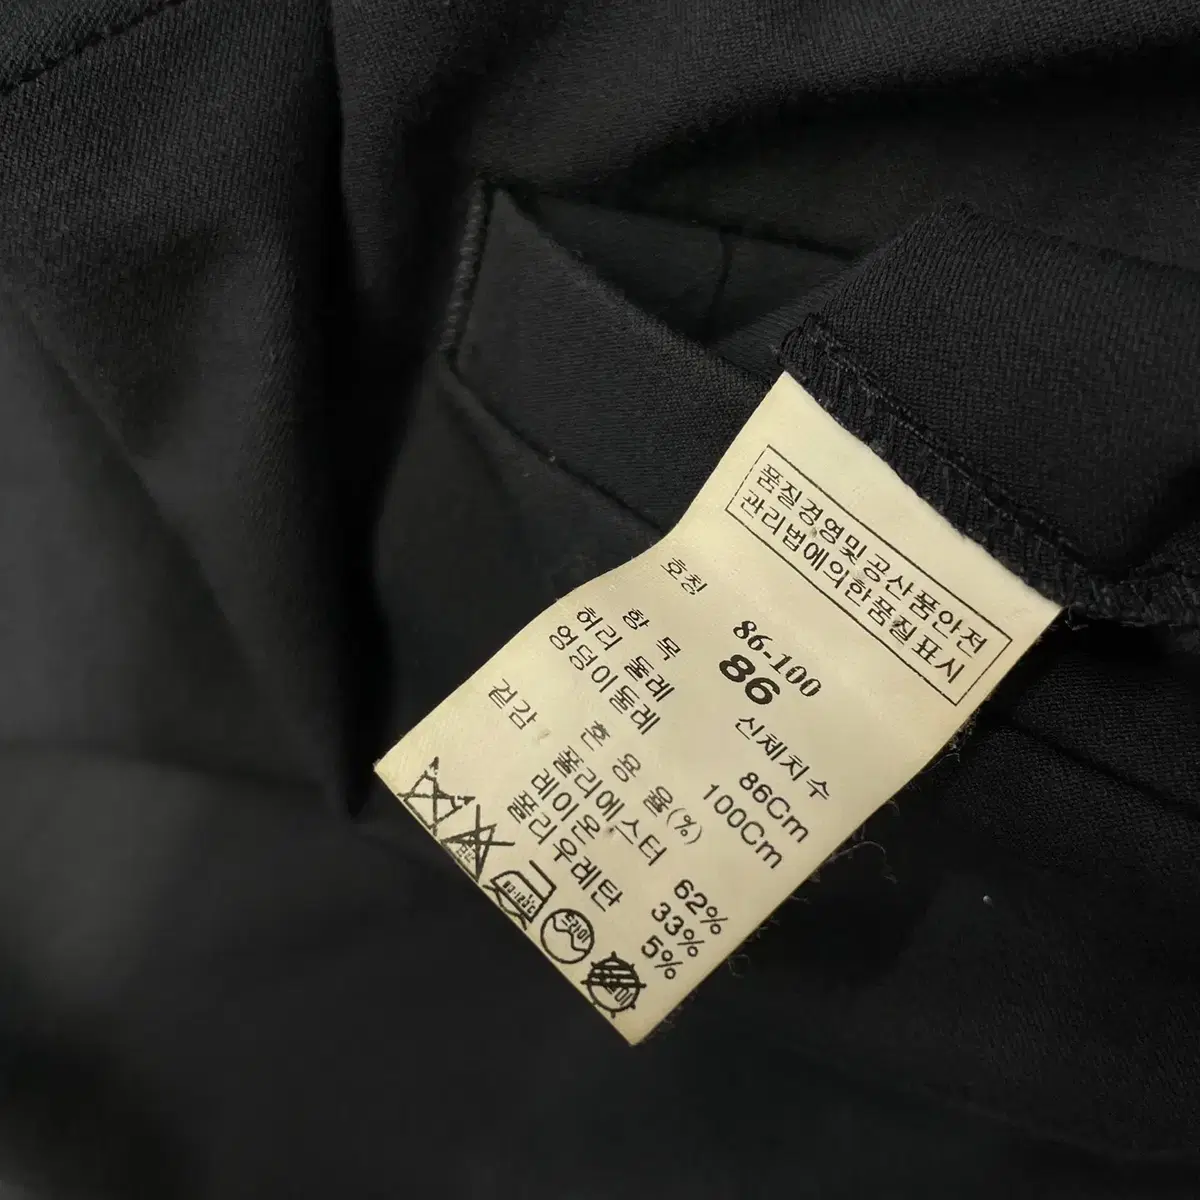 품질경영및공산품안전
관리법에의한품질표시
호칭 86-100
86
항 목 신체치수
허리 둘레 86Cm
엉덩이둘레 100Cm
겉감 혼 용 율(%)
폴리에스터 62%
레이온 33%
폴리우레탄 5%
드라이